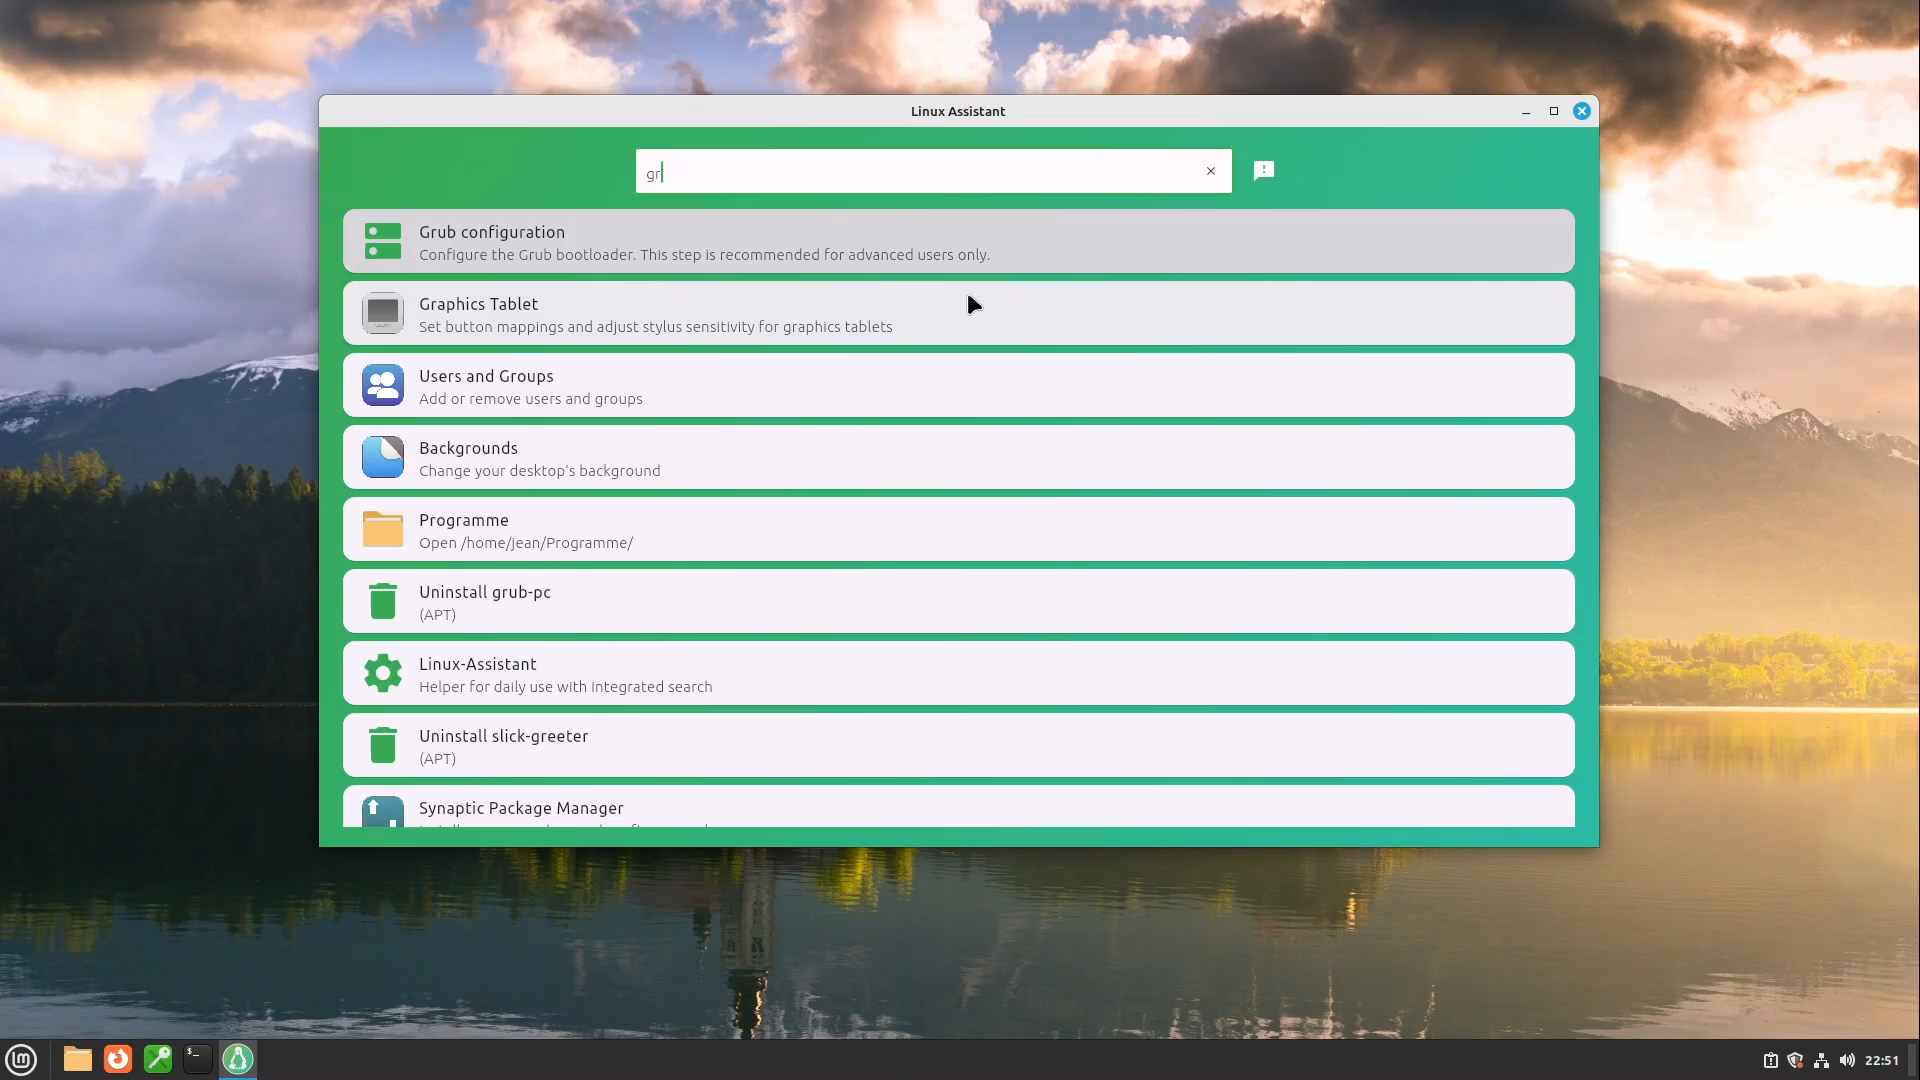 Linux Assistant
gr
Grub configuration
Configure the Grub bootloader. This step is recommended for advanced users only.
Graphics Tablet
Set button mappings and adjust stylus sensitivity for graphics tablets
Users and Groups
Add or remove users and groups
Backgrounds
Change your desktop's background
Programme
Open /home/jean/Programme/
Uninstall grub-pc
(APT)
Linux-Assistant
Helper for daily use with integrated search
Uninstall slick-greeter
(APT)
Synaptic Package Manager
22:51